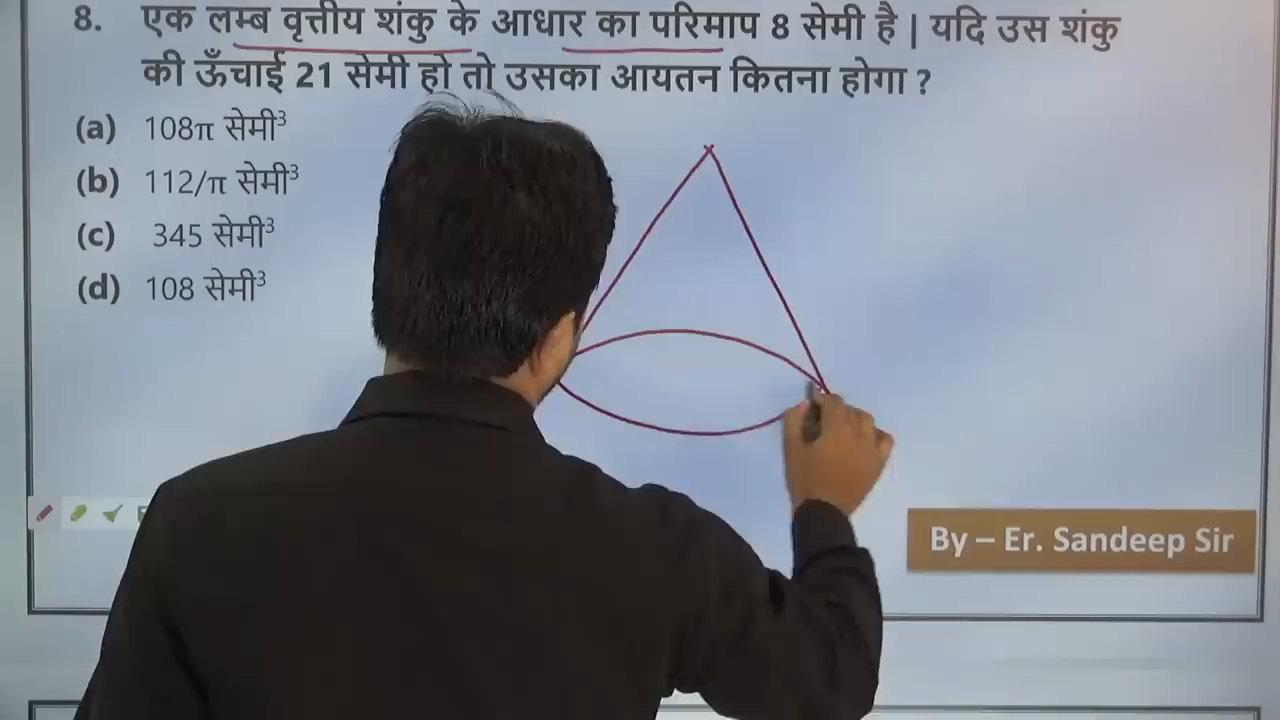 8. एक लम्ब वृत्तीय शंकु के आधार का परिमाप 8 सेमी है | यदि उस शंकु
की ऊँचाई 21 सेमी हो तो उसका आयतन कितना होगा ?
(a) 108π सेमी³
(b) 112/π सेमी³
(c) 345 सेमी³
(d) 108 सेमी³
By – Er. Sandeep Sir